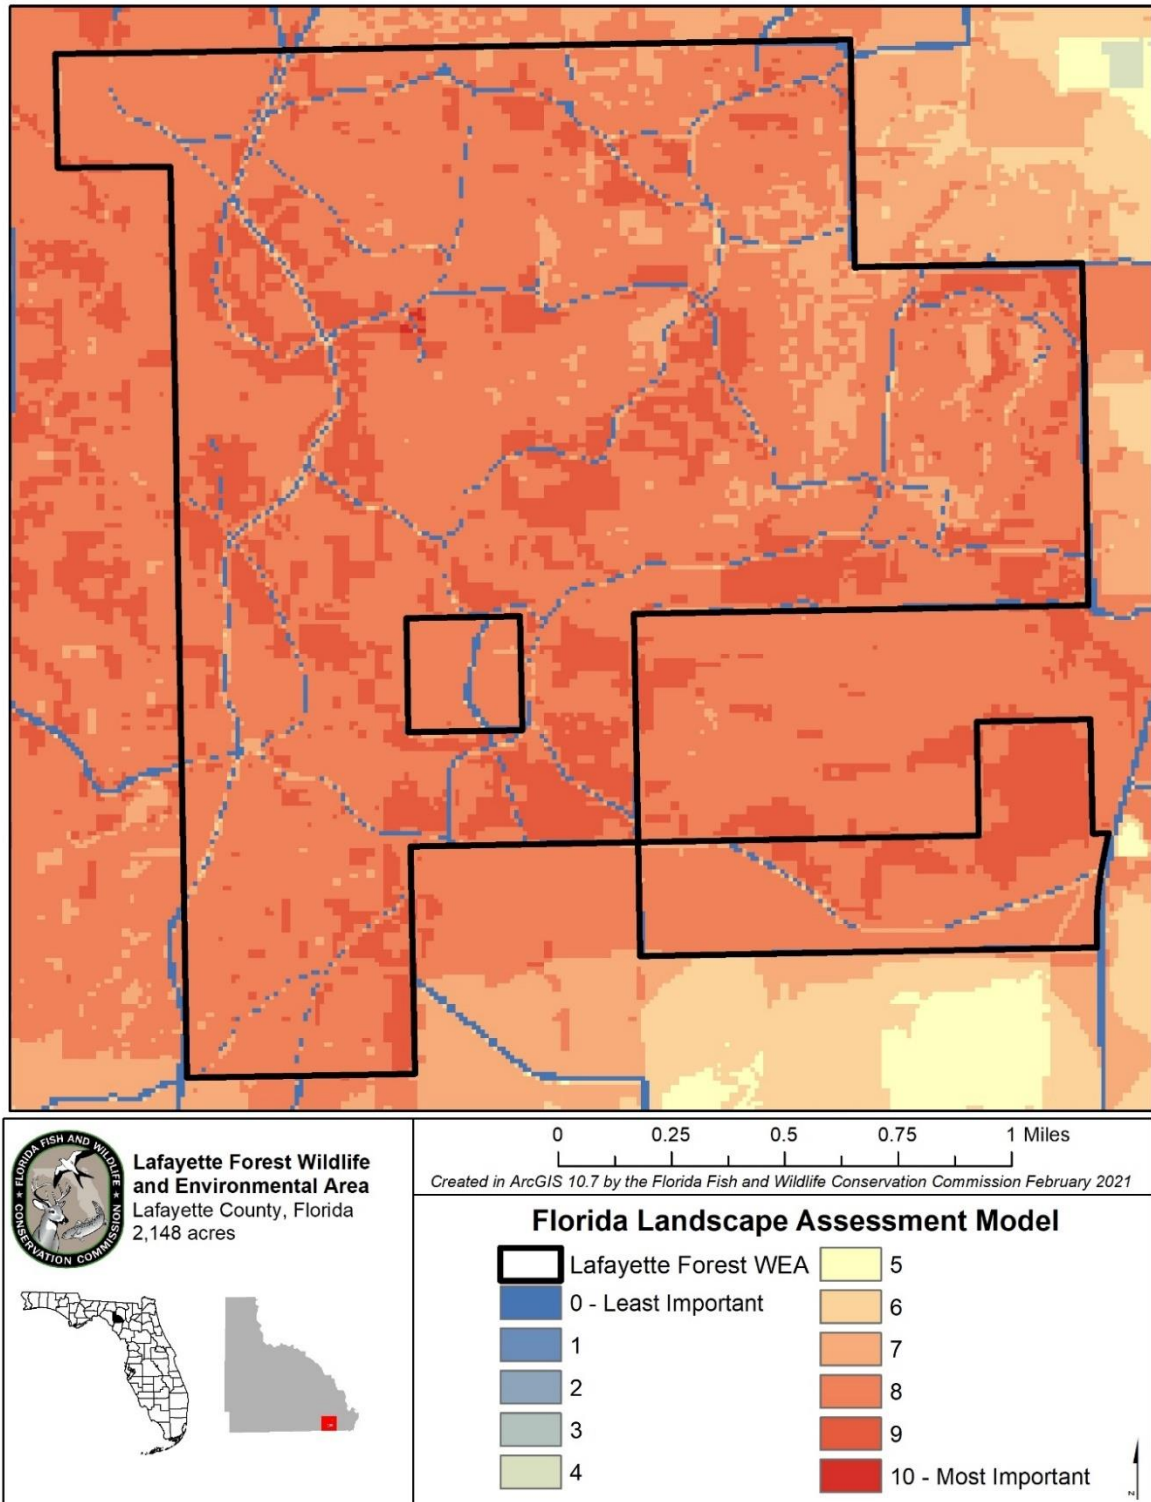 FLORIDA FISH AND WILDLIFE
CONSERVATION COMMISSION
Lafayette Forest Wildlife
and Environmental Area
Lafayette County, Florida
2,148 acres
0 0.25 0.5 0.75 1 Miles
Created in ArcGIS 10.7 by the Florida Fish and Wildlife Conservation Commission February 2021
Florida Landscape Assessment Model
Lafayette Forest WEA
0 - Least Important
1
2
3
4
5
6
7
8
9
10 - Most Important
N